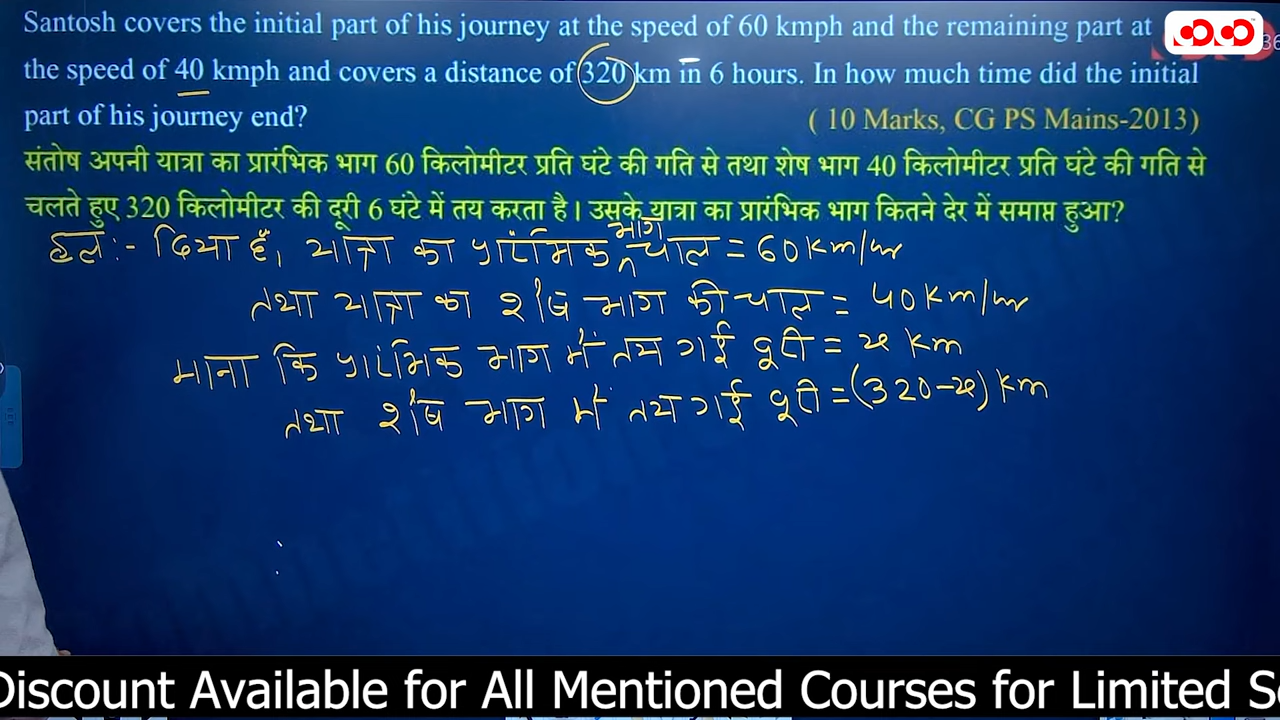 Santosh covers the initial part of his journey at the speed of 60 kmph and the remaining part at
the speed of 40 kmph and covers a distance of 320 km in 6 hours. In how much time did the initial
part of his journey end? ( 10 Marks, CG PS Mains-2013)
संतोष अपनी यात्रा का प्रारंभिक भाग 60 किलोमीटर प्रति घंटे की गति से तथा शेष भाग 40 किलोमीटर प्रति घंटे की गति से
चलते हुए 320 किलोमीटर की दूरी 6 घंटे में तय करता है। उसके यात्रा का प्रारंभिक भाग कितने देर में समाप्त हुआ?
हल:- दिया है, यात्रा का प्रारंभिक भाग चाल = 60 km/hr
तथा यात्रा का शेष भाग की चाल = 40 km/hr
माना कि प्रारंभिक भाग में तय गई दूरी = x km
तथा शेष भाग में तय गई दूरी = (320-x) km
Discount Available for All Mentioned Courses for Limited